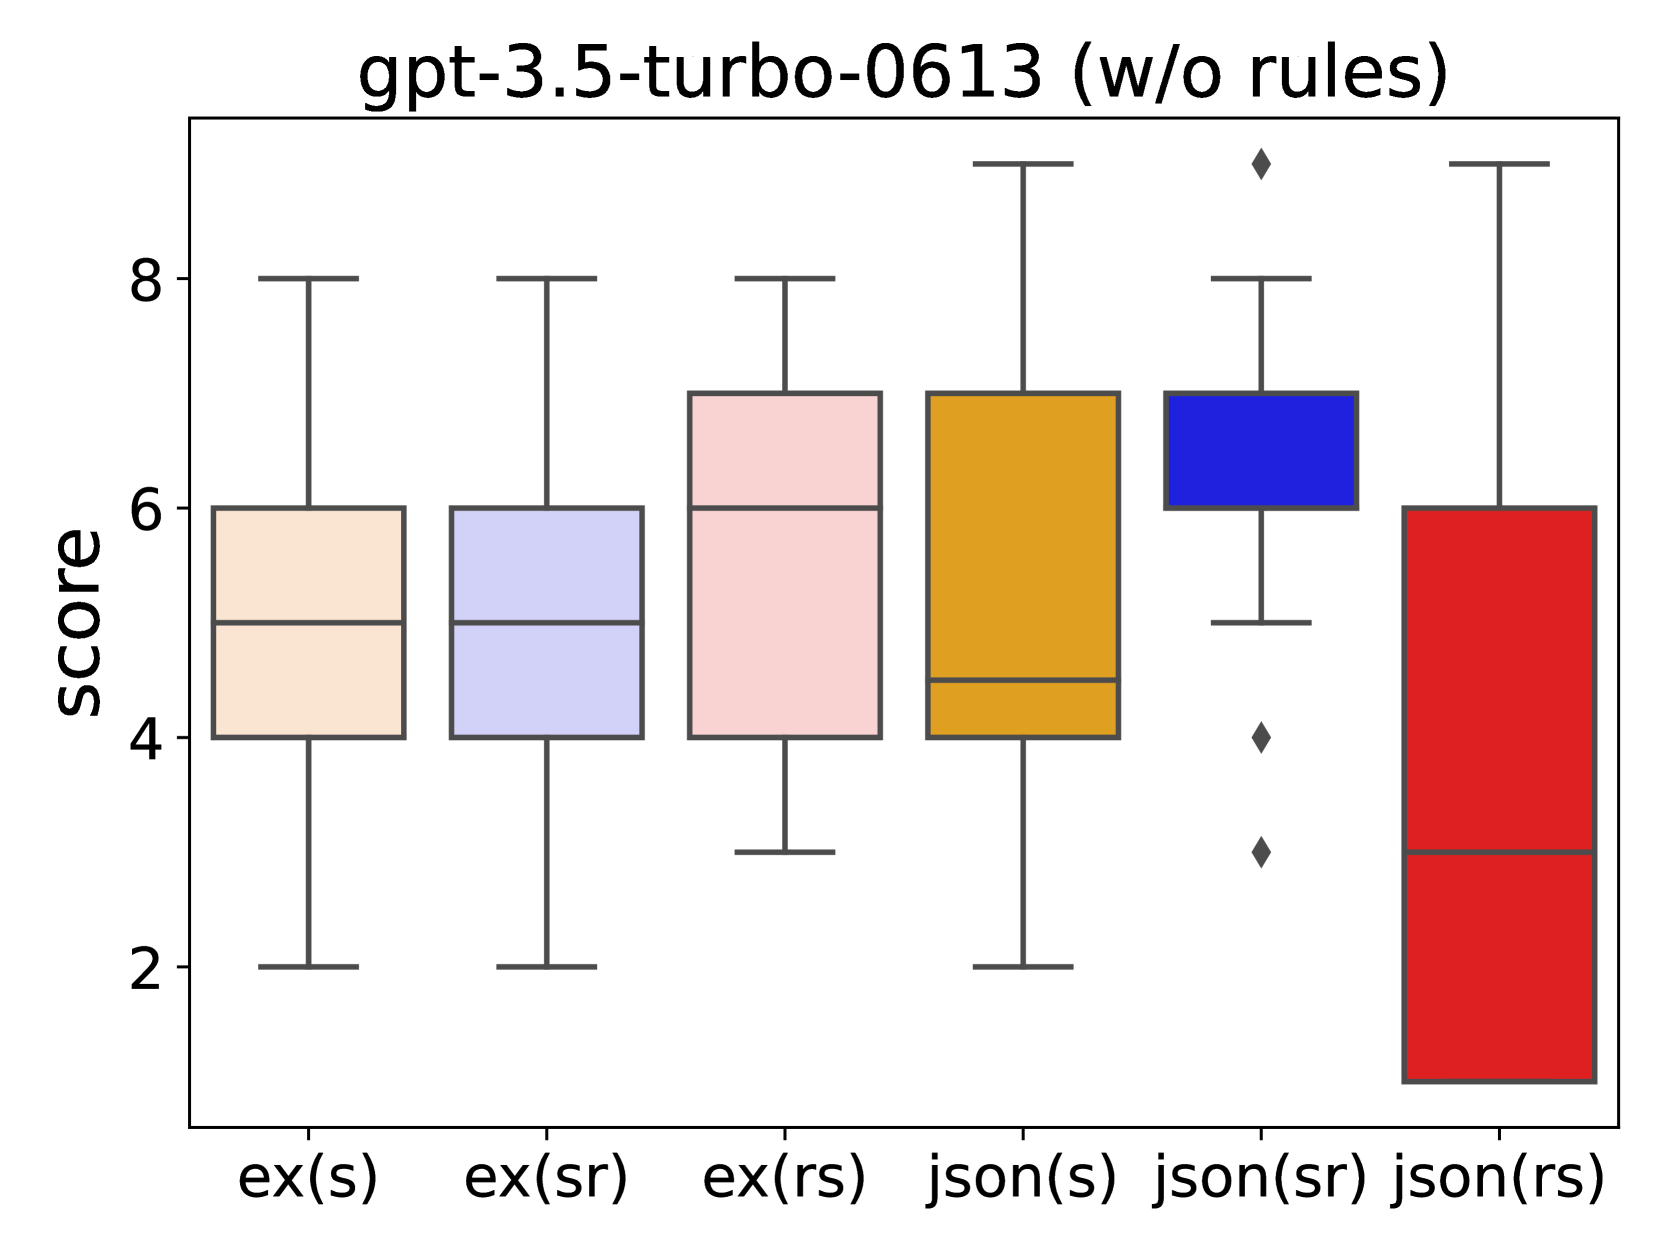 gpt-3.5-turbo-0613 (w/o rules)
score
8
6
4
2
ex(s) ex(sr) ex(rs) json(s) json(sr) json(rs)